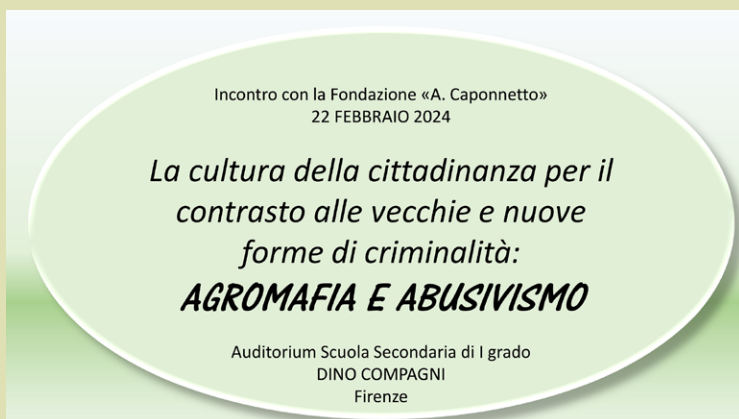 Incontro con la Fondazione «A. Caponnetto»
22 FEBBRAIO 2024
La cultura della cittadinanza per il
contrasto alle vecchie e nuove
forme di criminalità:
AGROMAFIA E ABUSIVISMO
Auditorium Scuola Secondaria di I grado
DINO COMPAGNI
Firenze